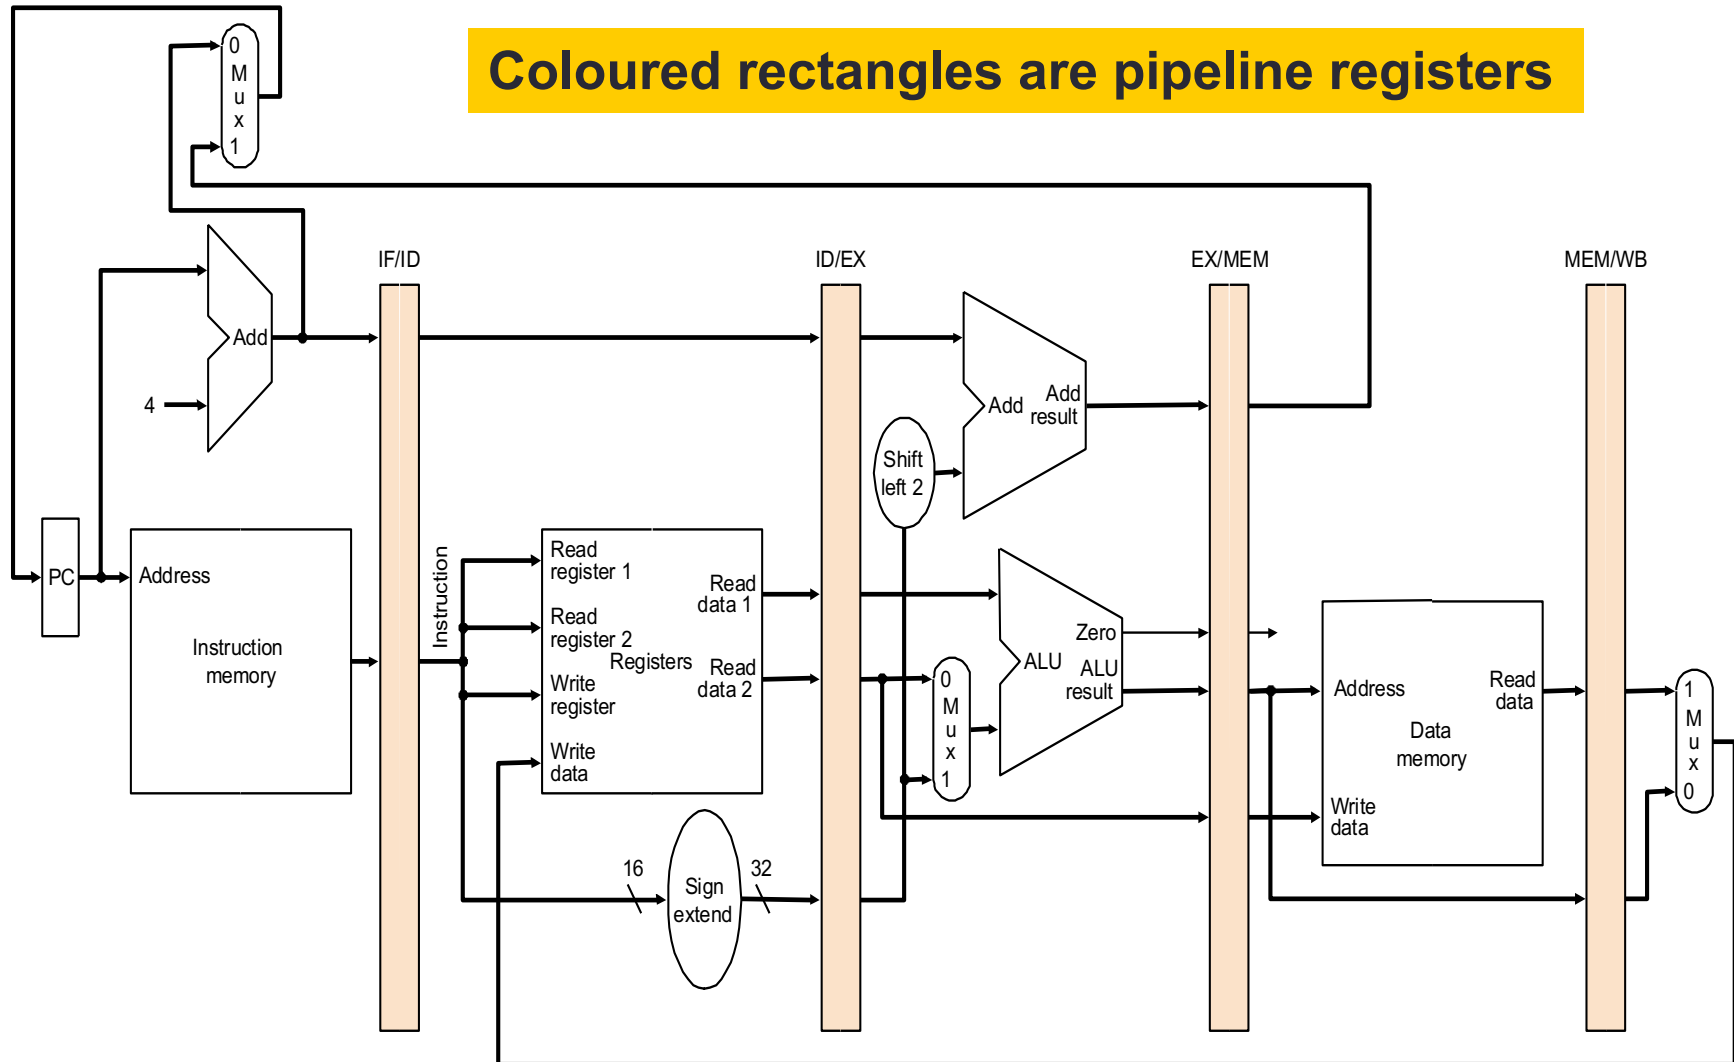 Coloured rectangles are pipeline registers
0
M
u
x
1
IF/ID
ID/EX
EX/MEM
MEM/WB
Add
4
Add
Add
result
Shift
left 2
PC
Address
Instruction
memory
Instruction
Read
register 1
Read
register 2
Write
register
Write
data
Registers
Read
data 1
Read
data 2
16
Sign
extend
32
0
M
u
x
1
ALU
Zero
ALU
result
Address
Read
data
Data
memory
Write
data
1
M
u
x
0